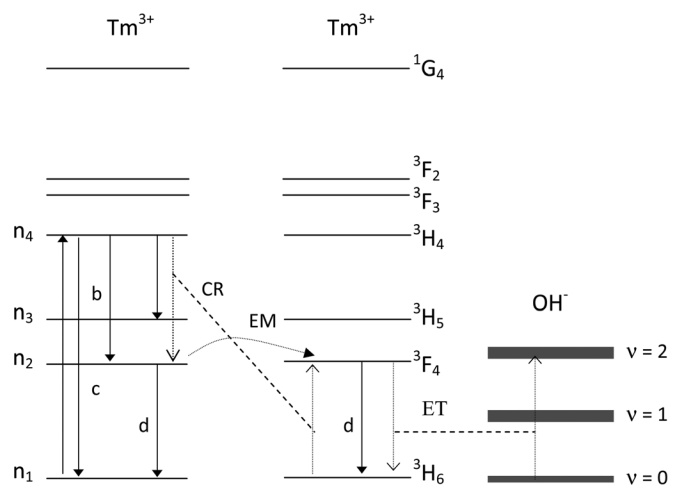 Tm³⁺ Tm³⁺
¹G₄
³F₂
³F₃
n₄ ³H₄
b CR
n₃ EM ³H₅ OH⁻
n₂ ³F₄ ν = 2
c d d ET ν = 1
n₁ ³H₆ ν = 0